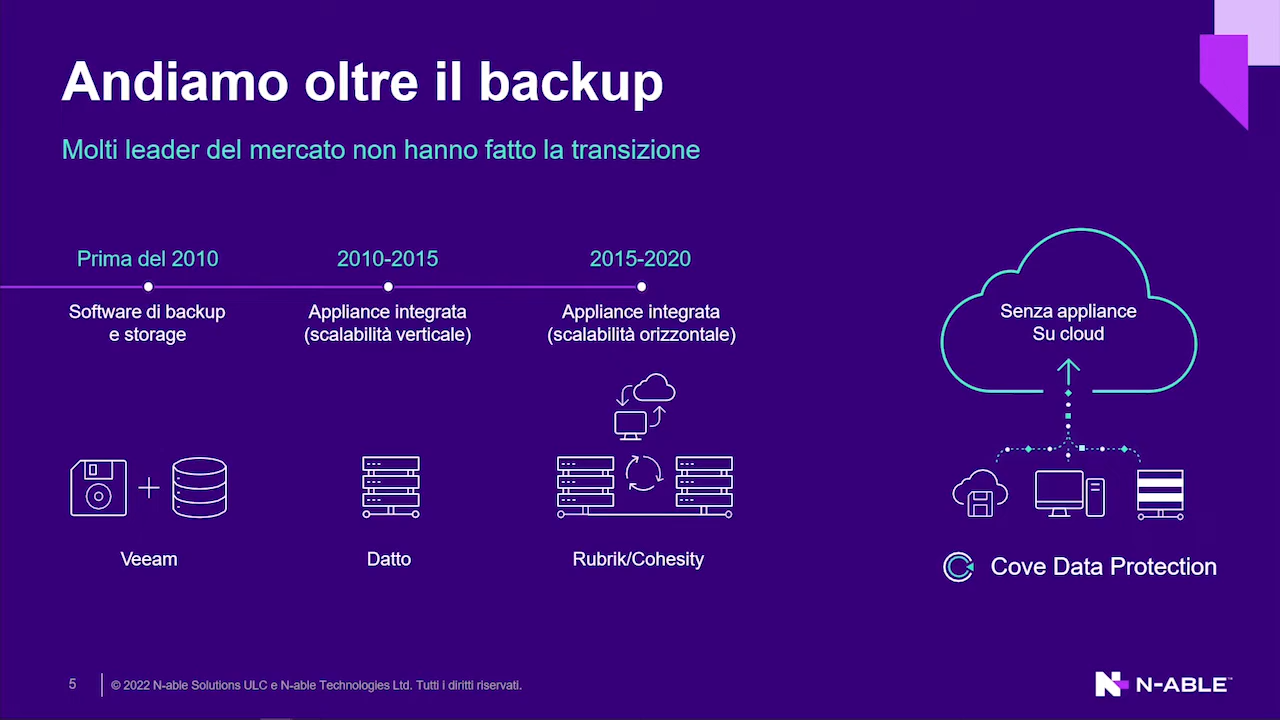 Andiamo oltre il backup
Molti leader del mercato non hanno fatto la transizione
Prima del 2010
Software di backup
e storage
Veeam
2010-2015
Appliance integrata
(scalabilità verticale)
Datto
2015-2020
Appliance integrata
(scalabilità orizzontale)
Rubrik/Cohesity
Senza appliance
Su cloud
Cove Data Protection
5
© 2022 N-able Solutions ULC e N-able Technologies Ltd. Tutti i diritti riservati.
N-ABLE™